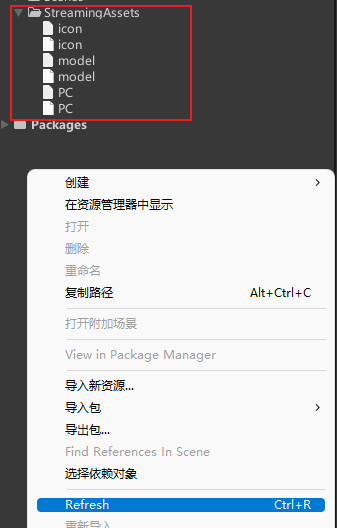 StreamingAssets
icon
icon
model
model
PC
PC
Packages
创建
在资源管理器中显示
打开
删除
重命名
复制路径 Alt+Ctrl+C
打开附加场景
View in Package Manager
导入新资源...
导入包
导出包...
Find References In Scene
选择依赖对象
Refresh Ctrl+R
重新导入